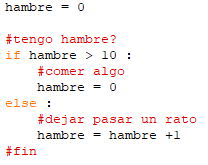 hambre = 0
#tengo hambre?
if hambre > 10 :
#comer algo
hambre = 0
else :
#dejar pasar un rato
hambre = hambre +1
#fin